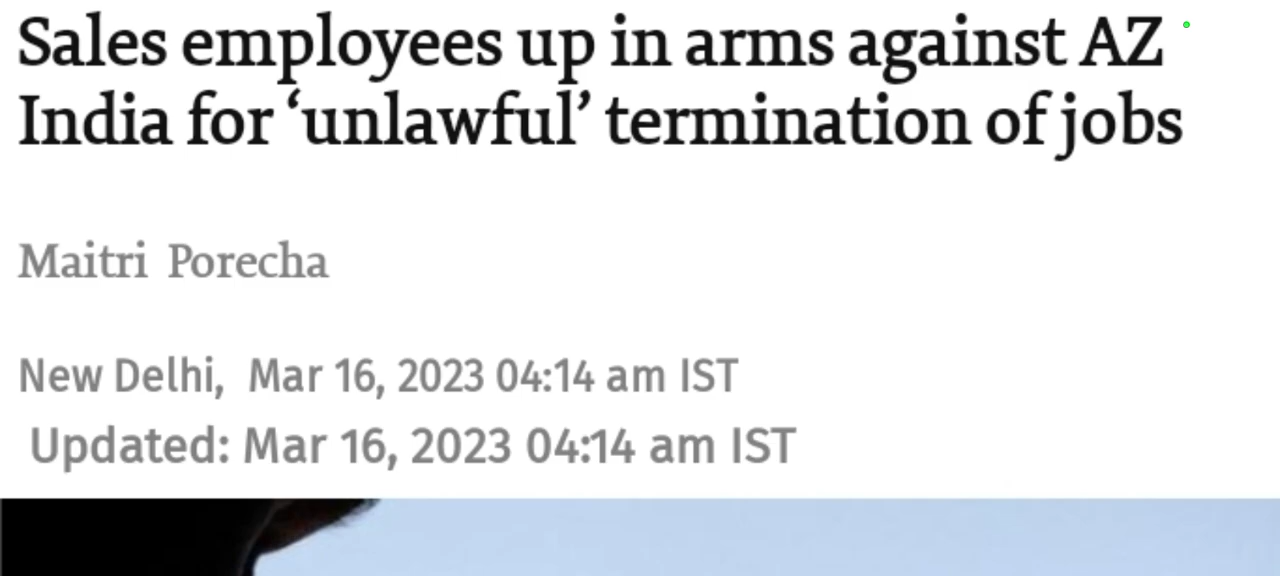 Sales employees up in arms against AZ
India for ‘unlawful’ termination of jobs
Maitri Porecha
New Delhi, Mar 16, 2023 04:14 am IST
Updated: Mar 16, 2023 04:14 am IST